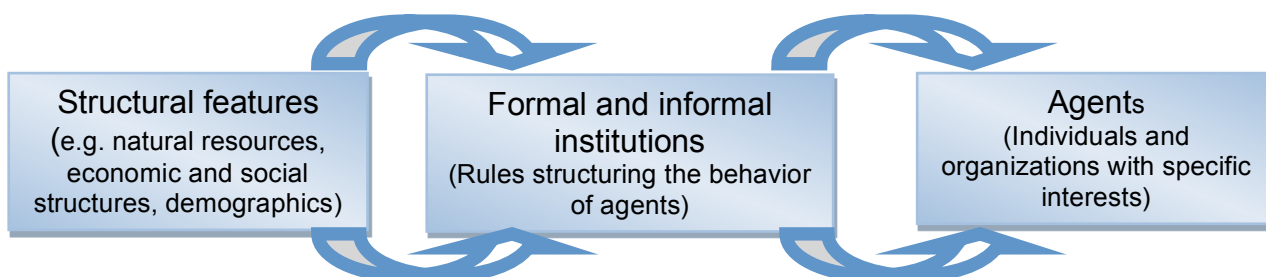 Structural features
(e.g. natural resources,
economic and social
structures, demographics)
Formal and informal
institutions
(Rules structuring the behavior
of agents)
Agents
(Individuals and
organizations with specific
interests)